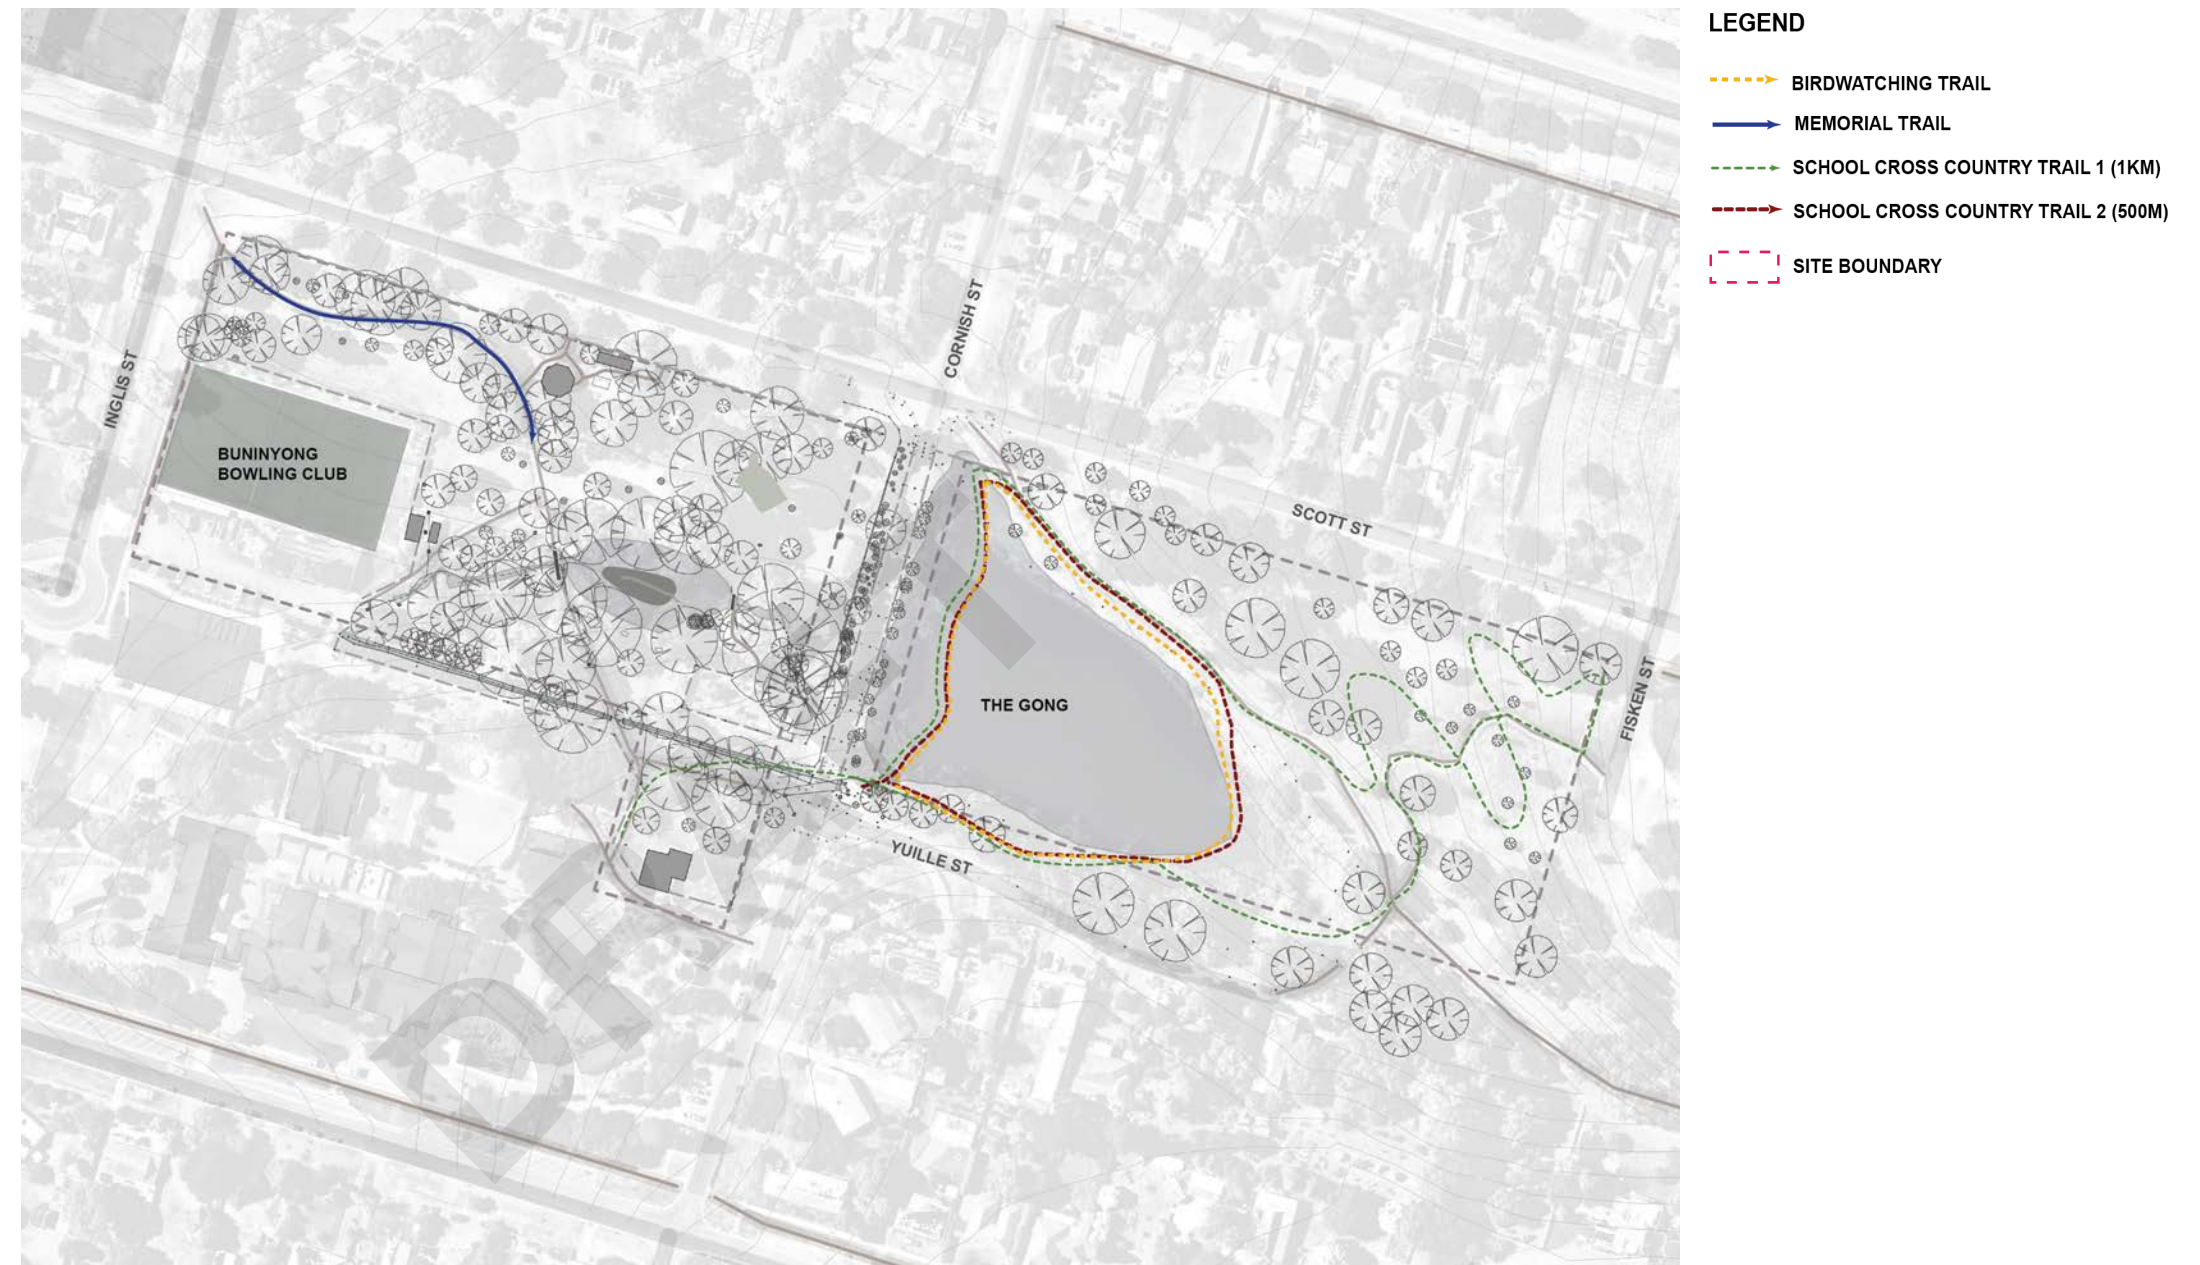 LEGEND
BIRDWATCHING TRAIL
MEMORIAL TRAIL
SCHOOL CROSS COUNTRY TRAIL 1 (1KM)
SCHOOL CROSS COUNTRY TRAIL 2 (500M)
SITE BOUNDARY
CORNISH ST
INGLIS ST
BUNINYONG
BOWLING CLUB
SCOTT ST
FISKEN ST
THE GONG
YUILLE ST
DRAFT